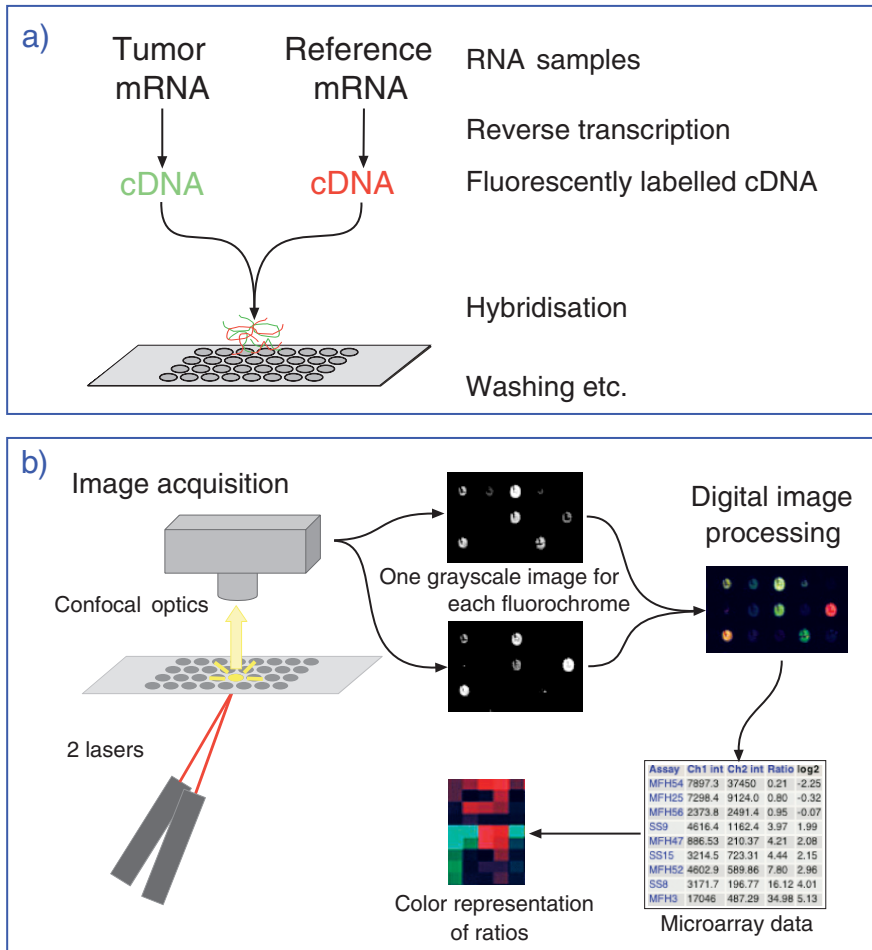 a)
Tumor
mRNA
Reference
mRNA
RNA samples
Reverse transcription
cDNA
cDNA
Fluorescently labelled cDNA
Hybridisation
Washing etc.
b)
Image acquisition
Confocal optics
2 lasers
One grayscale image for
each fluorochrome
Digital image
processing
Assay Ch1 int Ch2 int Ratio log2
MFH54 7897.3 37450 0.21 -2.25
MFH25 7298.4 9124.0 0.80 -0.32
MFH56 2373.8 2491.4 0.95 -0.07
SS9 4616.4 1162.4 3.97 1.99
MFH47 886.53 210.37 4.21 2.08
SS15 3214.5 723.31 4.44 2.15
MFH52 4602.9 589.86 7.80 2.96
SS8 3171.7 196.77 16.12 4.01
MFH3 17046 487.29 34.98 5.13
Microarray data
Color representation
of ratios